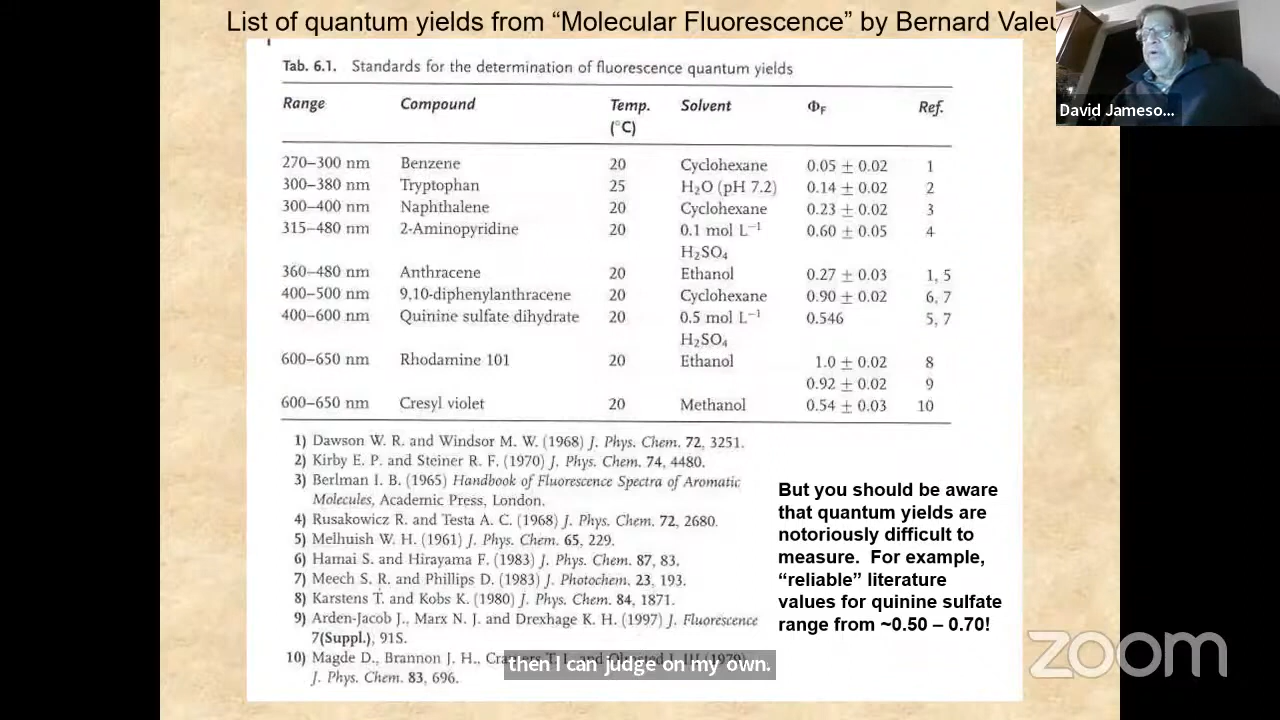 List of quantum yields from “Molecular Fluorescence” by Bernard Valeu
Tab. 6.1. Standards for the determination of fluorescence quantum yields
Range Compound Temp. Solvent ΦF Ref.
(°C)
270–300 nm Benzene 20 Cyclohexane 0.05 ± 0.02 1
300–380 nm Tryptophan 25 H₂O (pH 7.2) 0.14 ± 0.02 2
300–400 nm Naphthalene 20 Cyclohexane 0.23 ± 0.02 3
315–480 nm 2-Aminopyridine 20 0.1 mol L⁻¹ 0.60 ± 0.05 4
H₂SO₄
360–480 nm Anthracene 20 Ethanol 0.27 ± 0.03 1, 5
400–500 nm 9,10-diphenylanthracene 20 Cyclohexane 0.90 ± 0.02 6, 7
400–600 nm Quinine sulfate dihydrate 20 0.5 mol L⁻¹ 0.546 5, 7
H₂SO₄
600–650 nm Rhodamine 101 20 Ethanol 1.0 ± 0.02 8
0.92 ± 0.02 9
600–650 nm Cresyl violet 20 Methanol 0.54 ± 0.03 10
1) Dawson W. R. and Windsor M. W. (1968) J. Phys. Chem. 72, 3251.
2) Kirby E. P. and Steiner R. F. (1970) J. Phys. Chem. 74, 4480.
3) Berlman I. B. (1965) Handbook of Fluorescence Spectra of Aromatic
Molecules, Academic Press, London.
4) Rusakowicz R. and Testa A. C. (1968) J. Phys. Chem. 72, 2680.
5) Melhuish W. H. (1961) J. Phys. Chem. 65, 229.
6) Hamai S. and Hirayama F. (1983) J. Phys. Chem. 87, 83.
7) Meech S. R. and Phillips D. (1983) J. Photochem. 23, 193.
8) Karstens T. and Kobs K. (1980) J. Phys. Chem. 84, 1871.
9) Arden-Jacob J., Marx N. J. and Drexhage K. H. (1997) J. Fluorescence
7(Suppl.), 91S.
10) Magde D., Brannon J. H.,
J. Phys. Chem. 83, 696.
But you should be aware
that quantum yields are
notoriously difficult to
measure. For example,
“reliable” literature
values for quinine sulfate
range from ~0.50 – 0.70!
then I can judge on my own.
David Jameso...
zoom